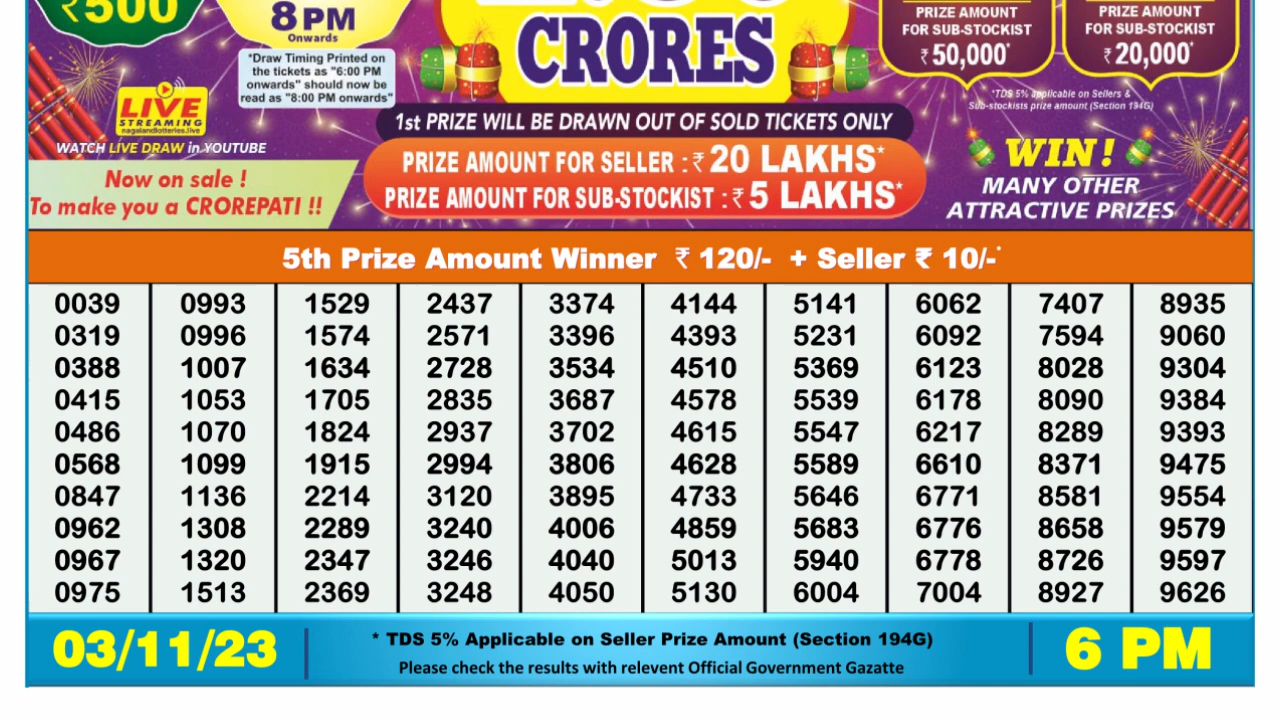 ₹500
8 PM
Onwards
*Draw Timing Printed on
the tickets as "6:00 PM
onwards" should now be
read as "8:00 PM onwards"
LIVE
STREAMING
nagalandlotteries.live
WATCH LIVE DRAW in YOUTUBE
Now on sale !
To make you a CROREPATI !!
CRORES
1st PRIZE WILL BE DRAWN OUT OF SOLD TICKETS ONLY
PRIZE AMOUNT FOR SELLER : ₹ 20 LAKHS*
PRIZE AMOUNT FOR SUB-STOCKIST : ₹ 5 LAKHS*
PRIZE AMOUNT
FOR SUB-STOCKIST
₹ 50,000*
PRIZE AMOUNT
FOR SUB-STOCKIST
₹ 20,000*
*TDS 5% applicable on Sellers &
Sub-stockists prize amount (Section 194G)
WIN !
MANY OTHER
ATTRACTIVE PRIZES
5th Prize Amount Winner ₹ 120/- + Seller ₹ 10/-*
0039 0993 1529 2437 3374 4144 5141 6062 7407 8935
0319 0996 1574 2571 3396 4393 5231 6092 7594 9060
0388 1007 1634 2728 3534 4510 5369 6123 8028 9304
0415 1053 1705 2835 3687 4578 5539 6178 8090 9384
0486 1070 1824 2937 3702 4615 5547 6217 8289 9393
0568 1099 1915 2994 3806 4628 5589 6610 8371 9475
0847 1136 2214 3120 3895 4733 5646 6771 8581 9554
0962 1308 2289 3240 4006 4859 5683 6776 8658 9579
0967 1320 2347 3246 4040 5013 5940 6778 8726 9597
0975 1513 2369 3248 4050 5130 6004 7004 8927 9626
03/11/23
* TDS 5% Applicable on Seller Prize Amount (Section 194G)
Please check the results with relevent Official Government Gazatte
6 PM